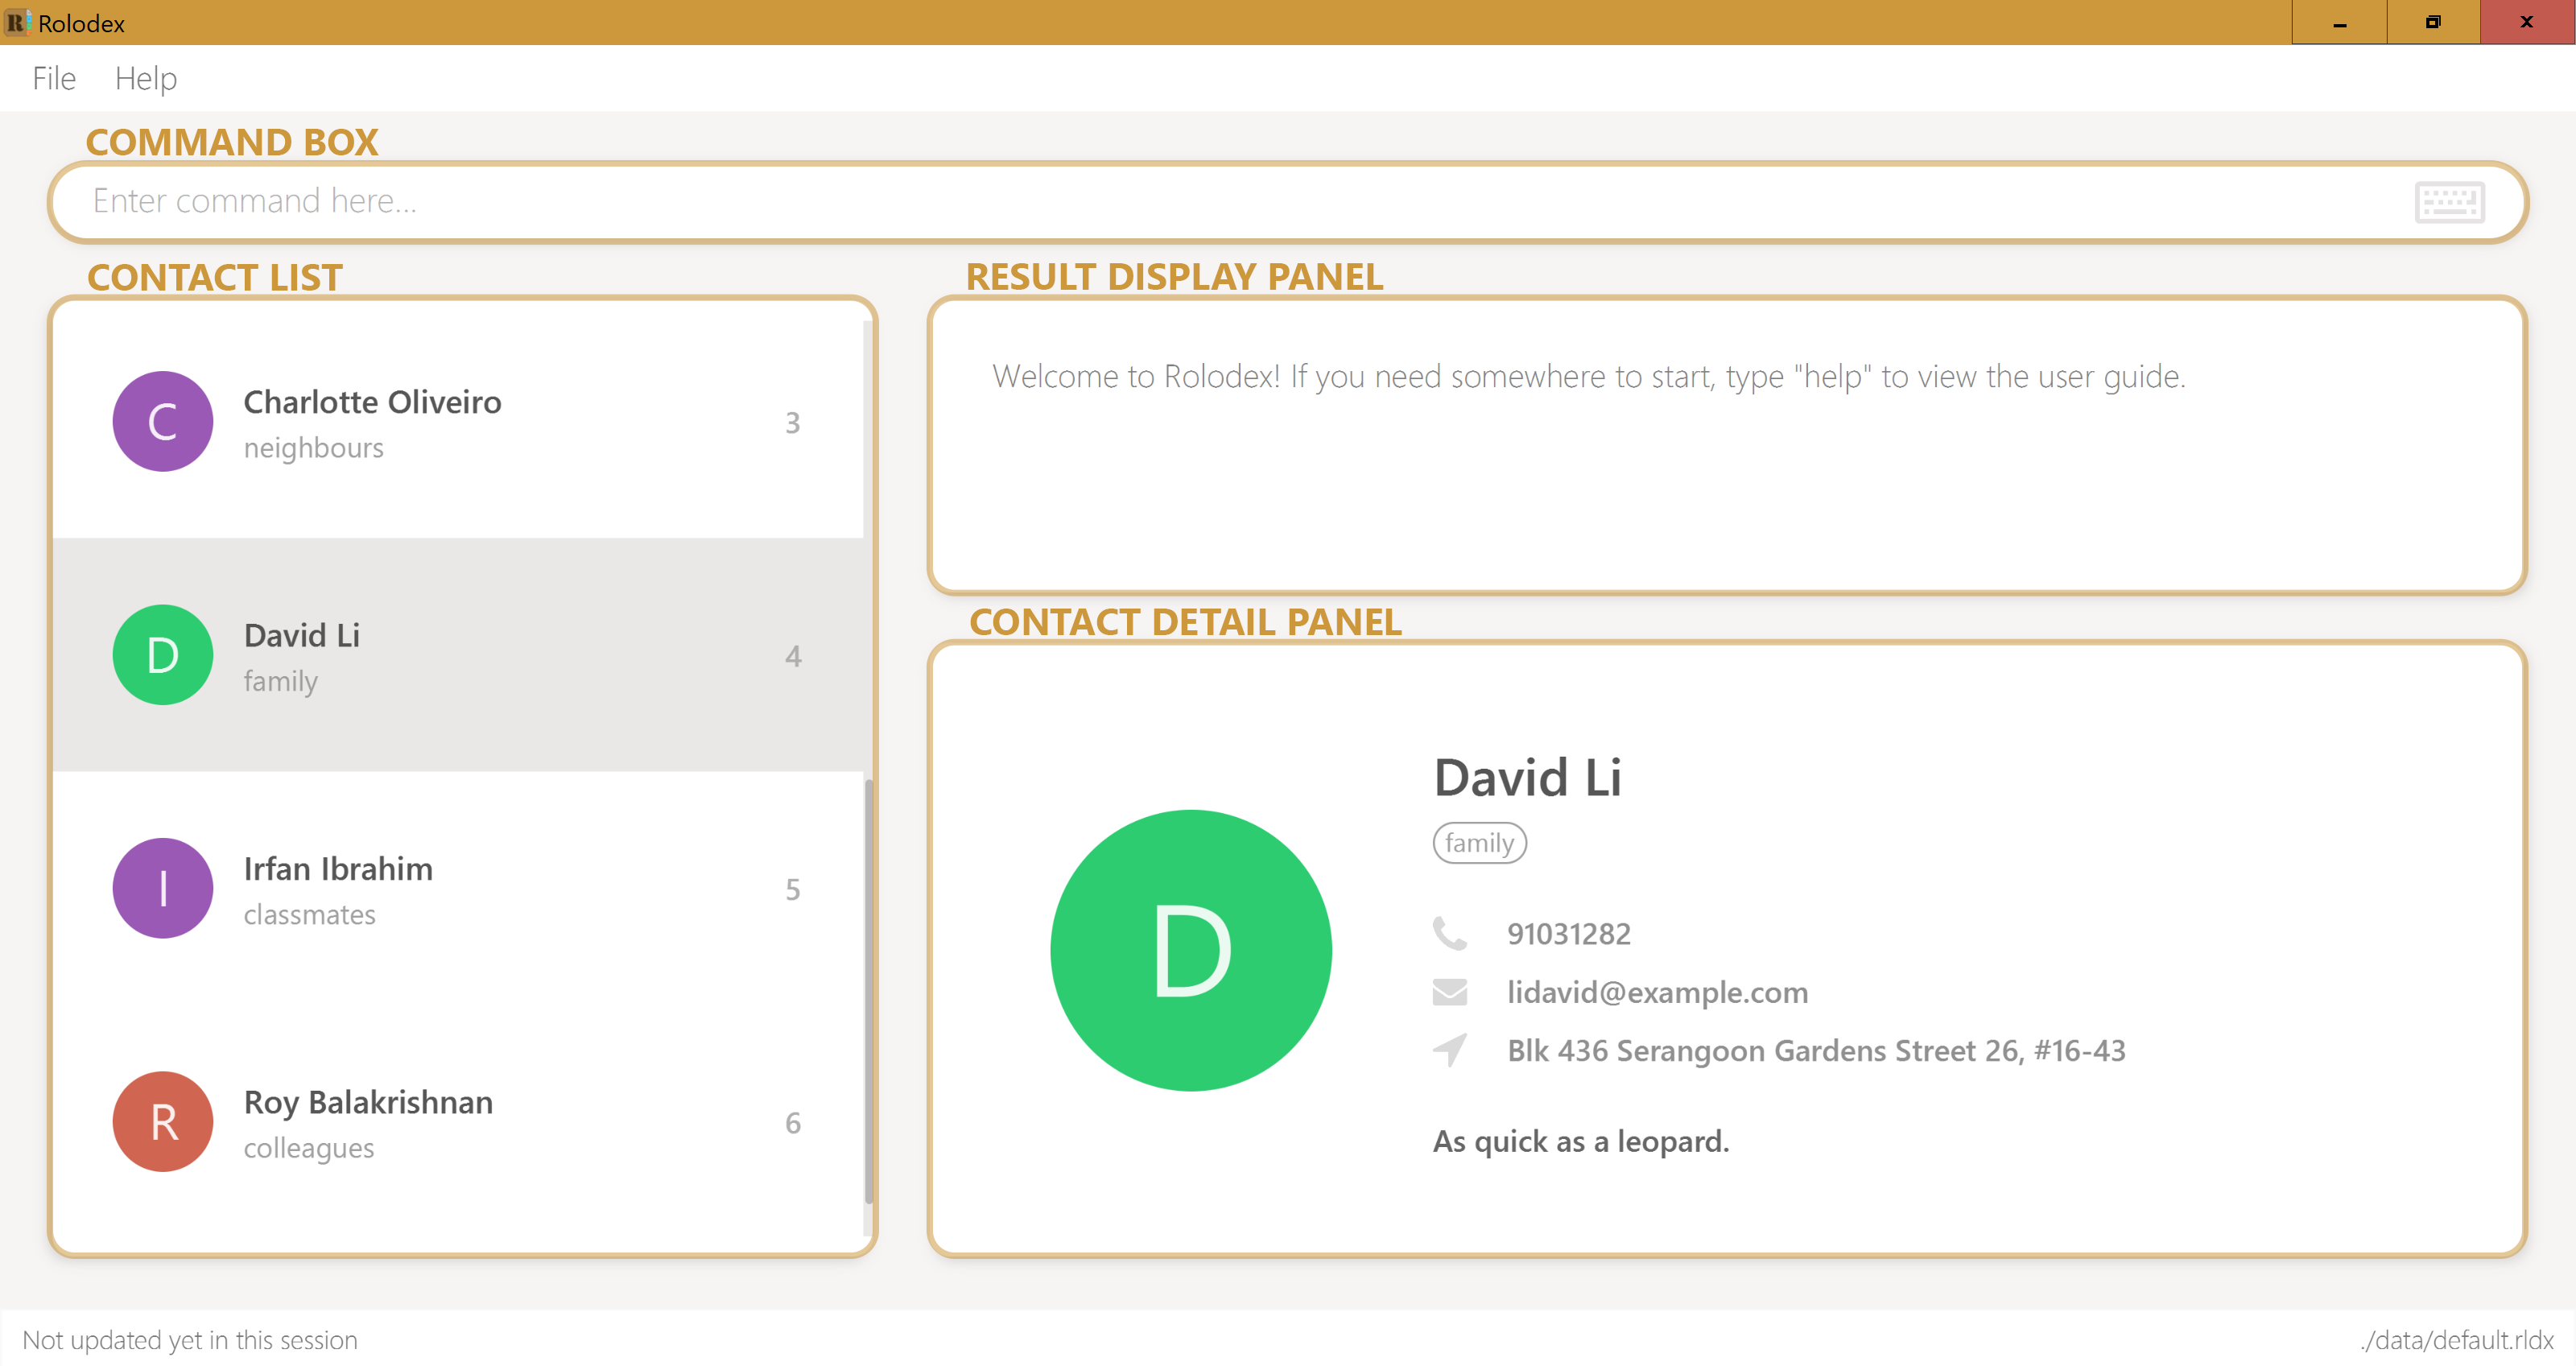 Rolodex
File Help
COMMAND BOX
Enter command here...
CONTACT LIST
C
Charlotte Oliveiro
neighbours
3
D
David Li
family
4
I
Irfan Ibrahim
classmates
5
R
Roy Balakrishnan
colleagues
6
RESULT DISPLAY PANEL
Welcome to Rolodex! If you need somewhere to start, type "help" to view the user guide.
CONTACT DETAIL PANEL
D
David Li
family
91031282
lidavid@example.com
Blk 436 Serangoon Gardens Street 26, #16-43
As quick as a leopard.
Not updated yet in this session
./data/default.rldx